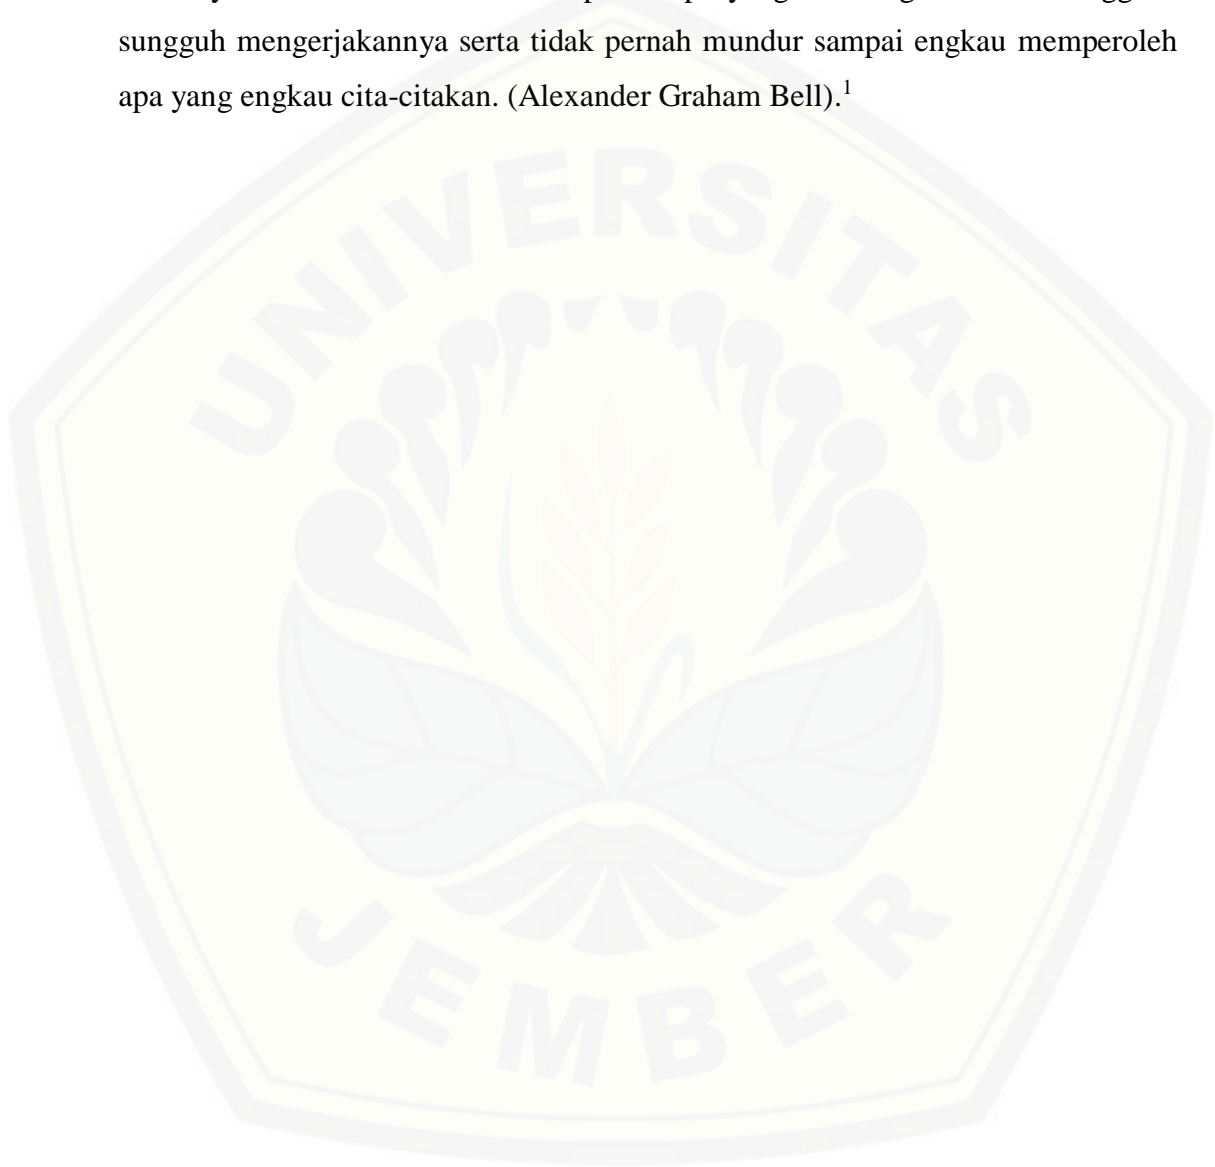 sungguh mengerjakannya serta tidak pernah mundur sampai engkau memperoleh
apa yang engkau cita-citakan. (Alexander Graham Bell).1
UNIVERSITAS
JEMBER